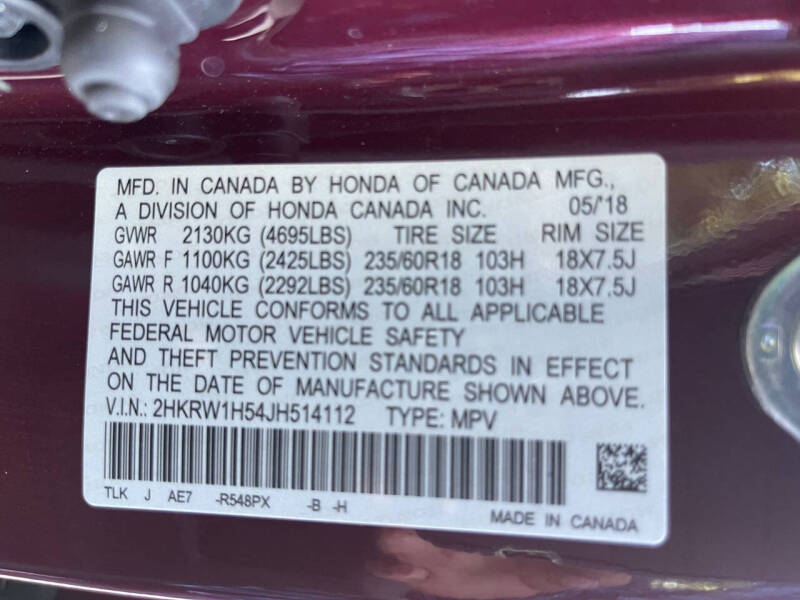 MFD. IN CANADA BY HONDA OF CANADA MFG.,
A DIVISION OF HONDA CANADA INC. 05/'18
GVWR 2130KG (4695LBS) TIRE SIZE RIM SIZE
GAWR F 1100KG (2425LBS) 235/60R18 103H 18X7.5J
GAWR R 1040KG (2292LBS) 235/60R18 103H 18X7.5J
THIS VEHICLE CONFORMS TO ALL APPLICABLE
FEDERAL MOTOR VEHICLE SAFETY
AND THEFT PREVENTION STANDARDS IN EFFECT
ON THE DATE OF MANUFACTURE SHOWN ABOVE.
V.I.N.: 2HKRW1H54JH514112 TYPE: MPV
TLK J AE7 -R548PX -B -H
MADE IN CANADA